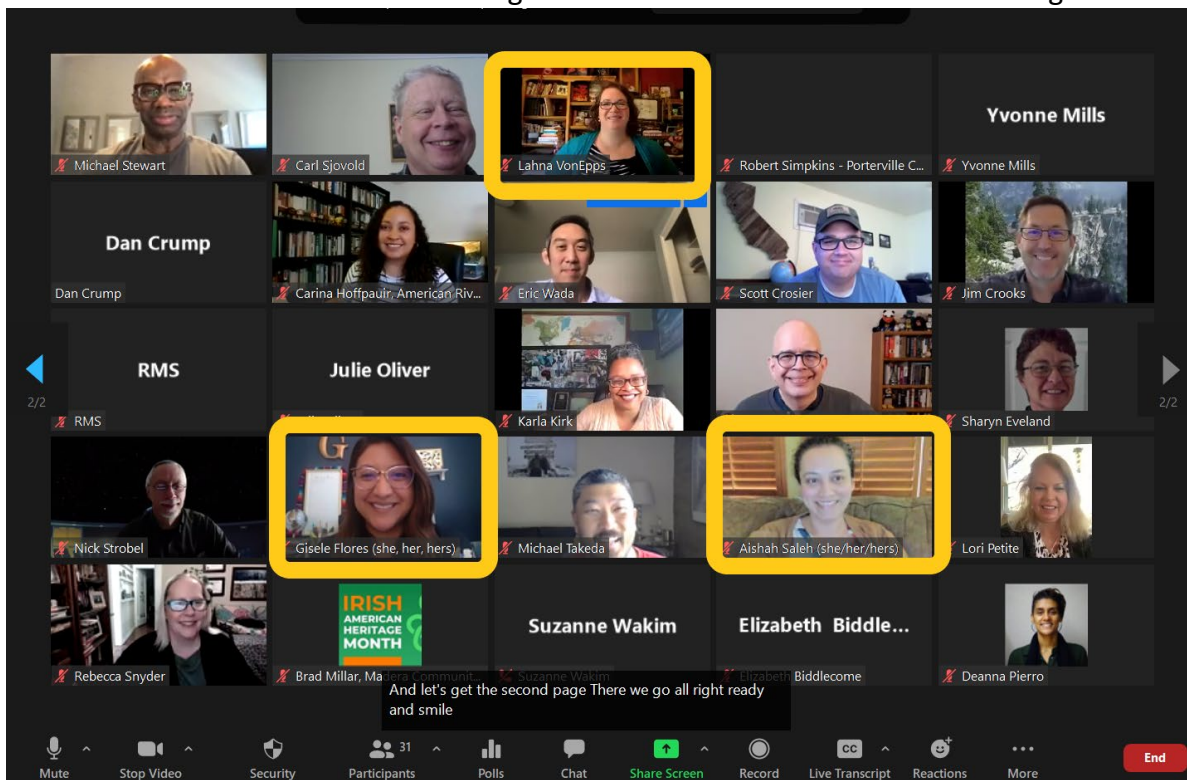 Michael Stewart
Carl Sjovold
Lahna VonEpps
Robert Simpkins - Porterville C...
Yvonne Mills
Yvonne Mills
Dan Crump
Dan Crump
Carina Hoffpauir, American Riv...
Eric Wada
Scott Crosier
Jim Crooks
2/2
RMS
RMS
Julie Oliver
Karla Kirk
Sharyn Eveland
2/2
Nick Strobel
G
Gisele Flores (she, her, hers)
Michael Takeda
Aishah Saleh (she/her/hers)
Lori Petite
Rebecca Snyder
IRISH
AMERICAN
HERITAGE
MONTH
Brad Millar, Madera Communit...
Suzanne Wakim
Suzanne Wakim
Elizabeth Biddle...
Elizabeth Biddlecome
Deanna Pierro
And let's get the second page There we go all right ready
and smile
Mute
Stop Video
Security
31
Participants
Polls
Chat
Share Screen
Record
CC
Live Transcript
Reactions
More
End